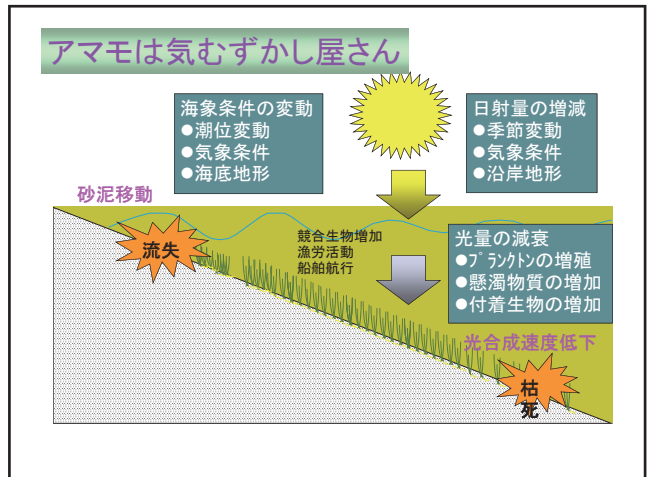 アマモは気むずかし屋さん
海象条件の変動
●潮位変動
●気象条件
●海底地形
日射量の増減
●季節変動
●気象条件
●沿岸地形
砂泥移動
流失
競合生物増加
漁労活動
船舶航行
光量の減衰
●プランクトンの増殖
●懸濁物質の増加
●付着生物の増加
光合成速度低下
枯
死